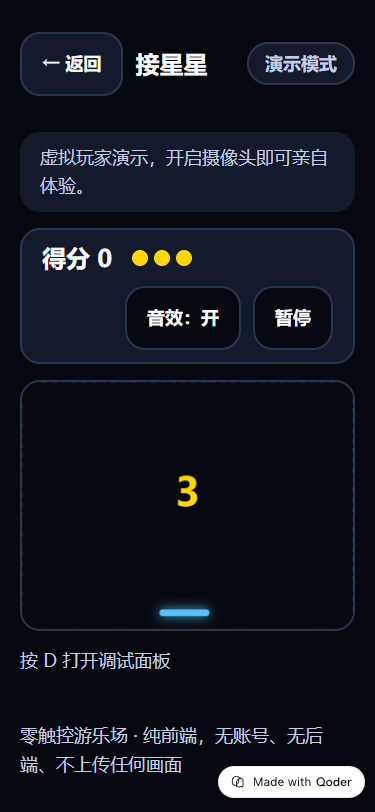 ← 返回
接星星
演示模式
虚拟玩家演示，开启摄像头即可亲自
体验。
得分 0
音效：开
暂停
3
按 D 打开调试面板
零触控游乐场 · 纯前端，无账号、无后
端、不上传任何画面
Made with Qoder